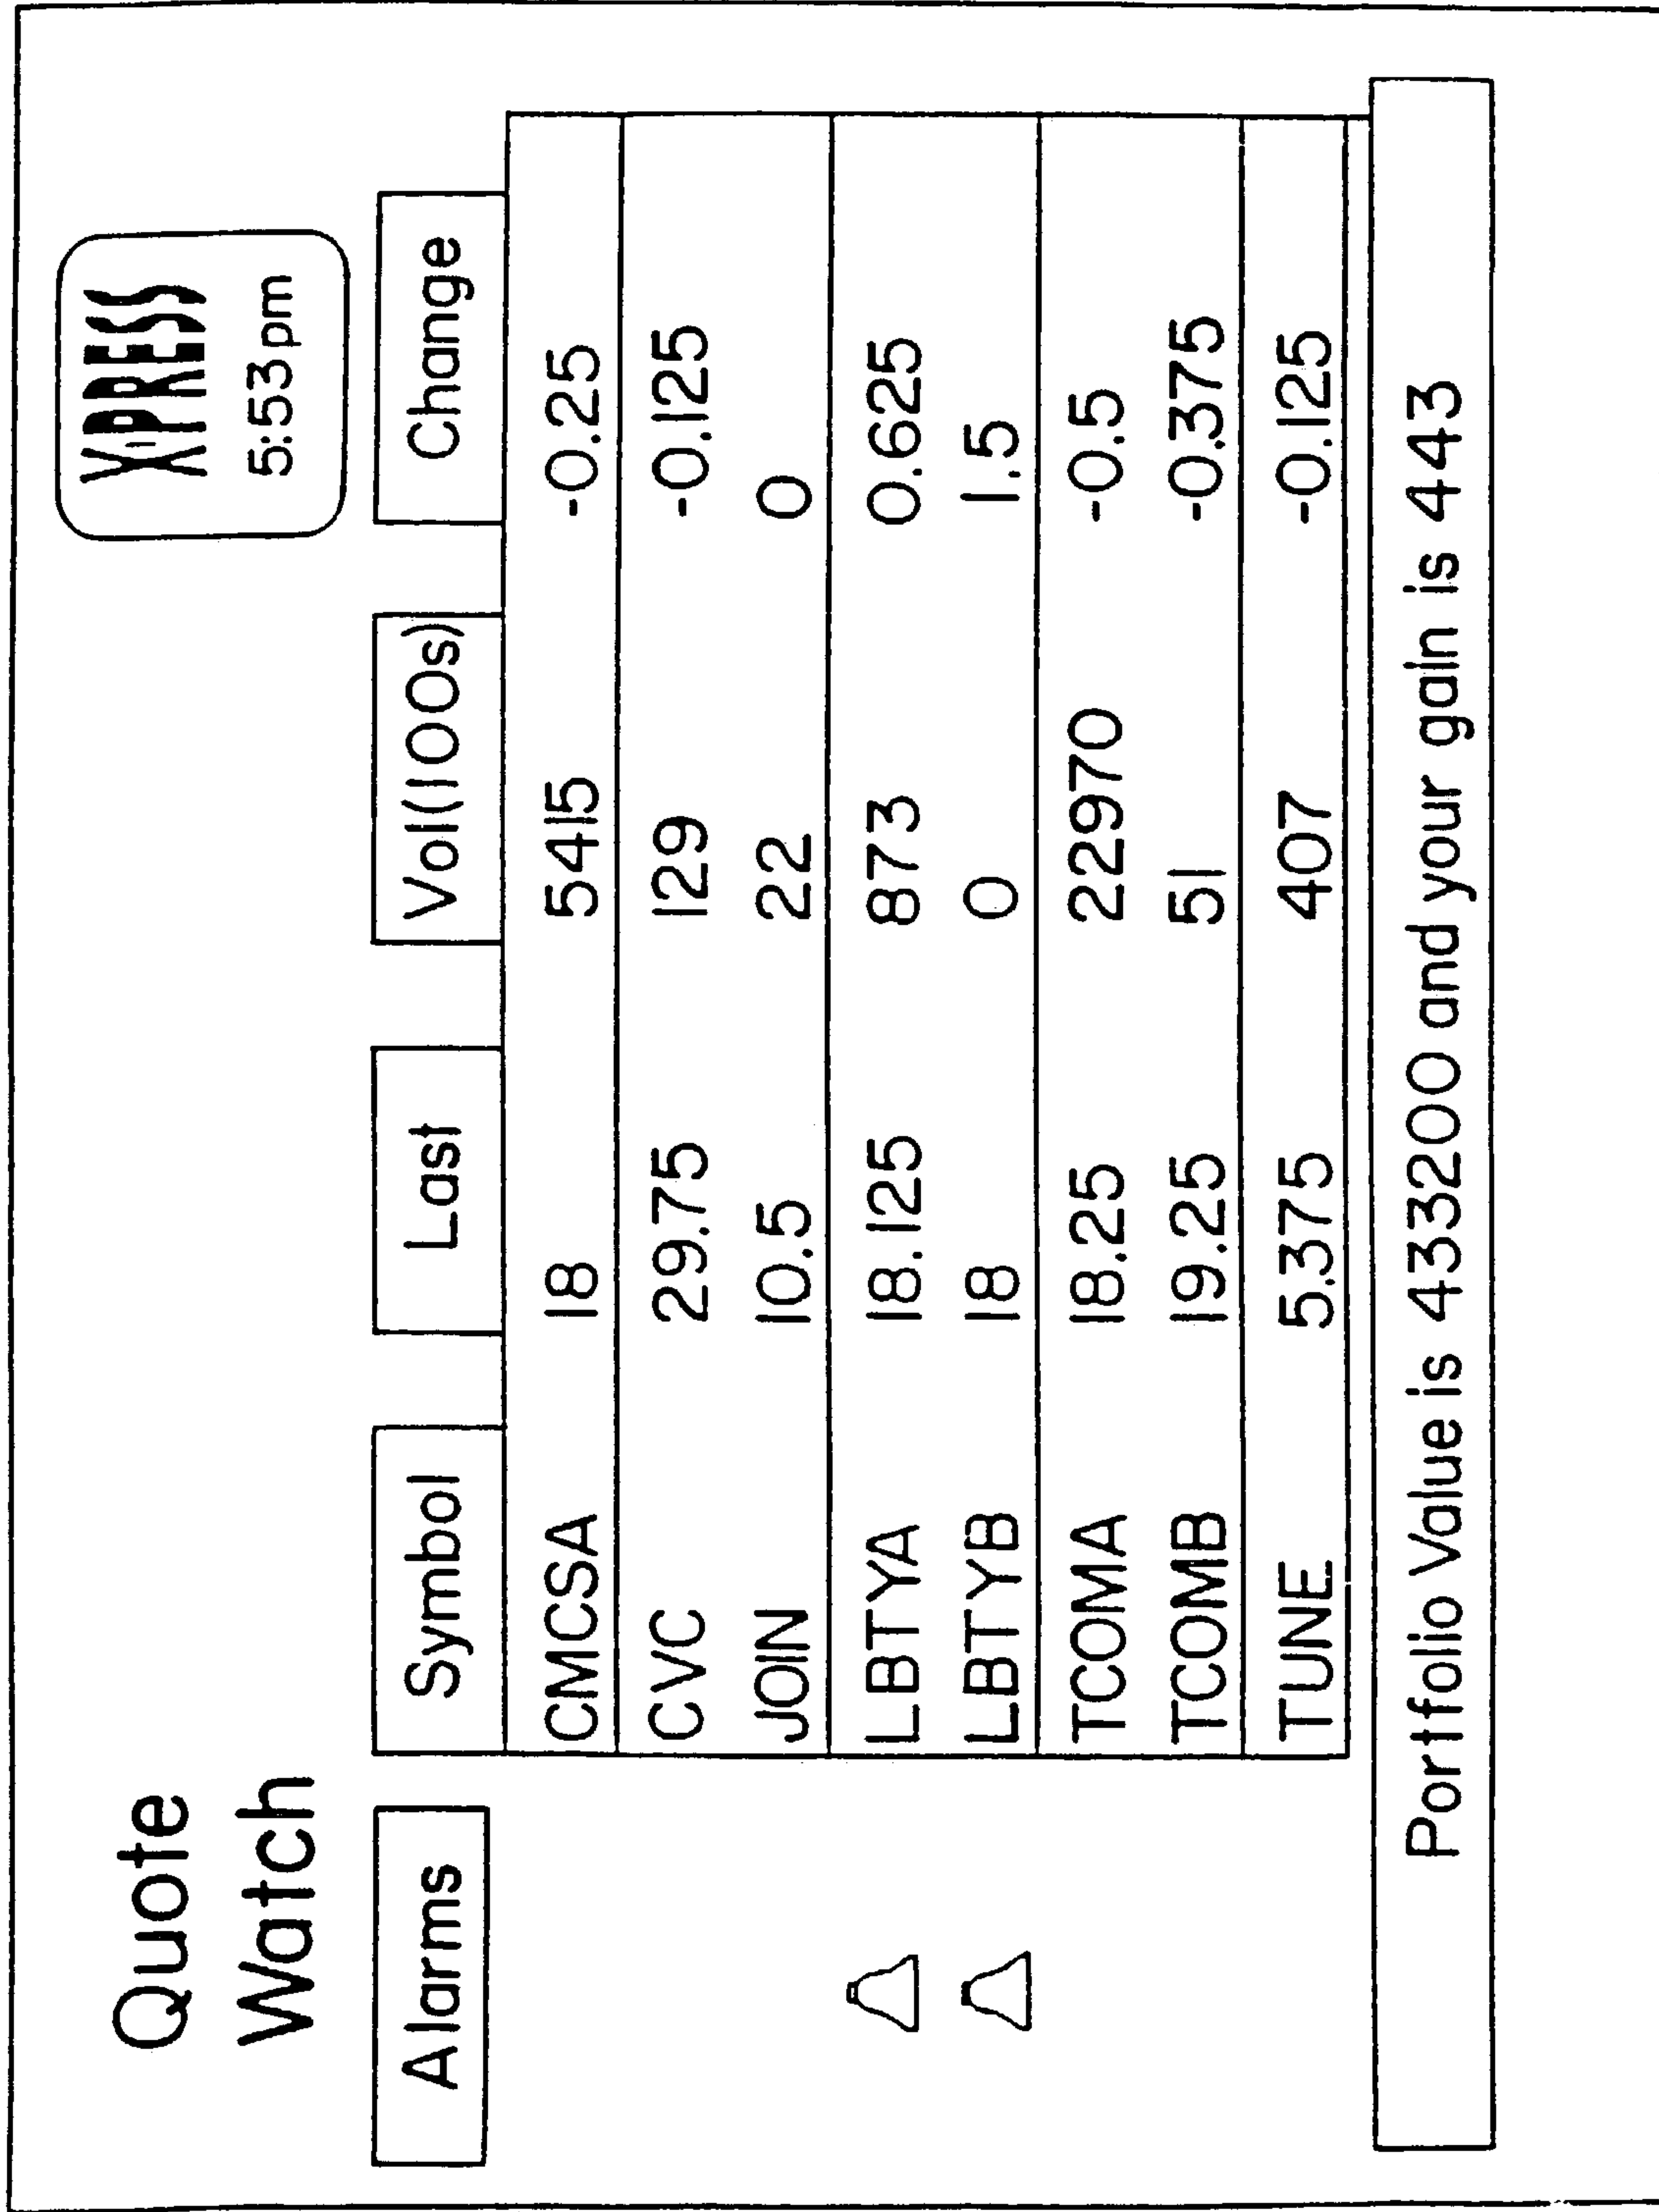 Quote
Watch
XPRESS
5:53pm
Alarms Symbol Last Vol(100s) Change
CMCSA 18 5415 -0.25
CVC 29.75 129 -0.125
JOIN 10.5 22 0
LBTYA 18.125 873 0.625
LBTYB 18 0 1.5
TCOMA 18.25 22970 -0.5
TCOMB 19.25 51 -0.375
TUNE 5.375 407 -0.125
Portfolio Value is 433200 and your gain is 443